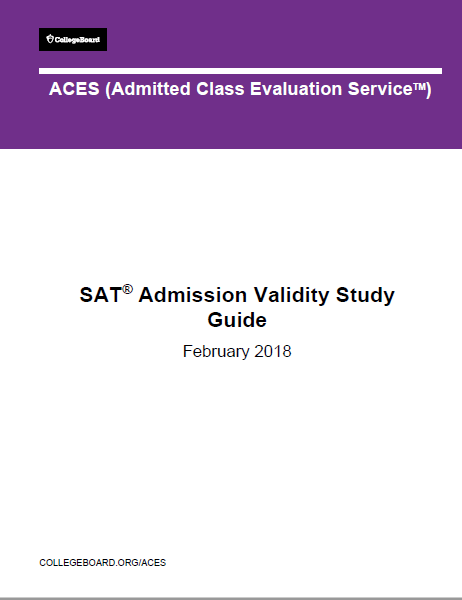 CollegeBoard
ACES (Admitted Class Evaluation Service™)
SAT® Admission Validity Study
Guide
February 2018
COLLEGEBOARD.ORG/ACES